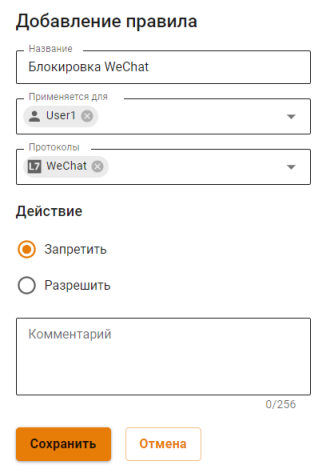 Добавление правила
Название
Блокировка WeChat
Применяется для
User1
Протоколы
L7 WeChat
Действие
Запретить
Разрешить
Комментарий
0/256
Сохранить
Отмена